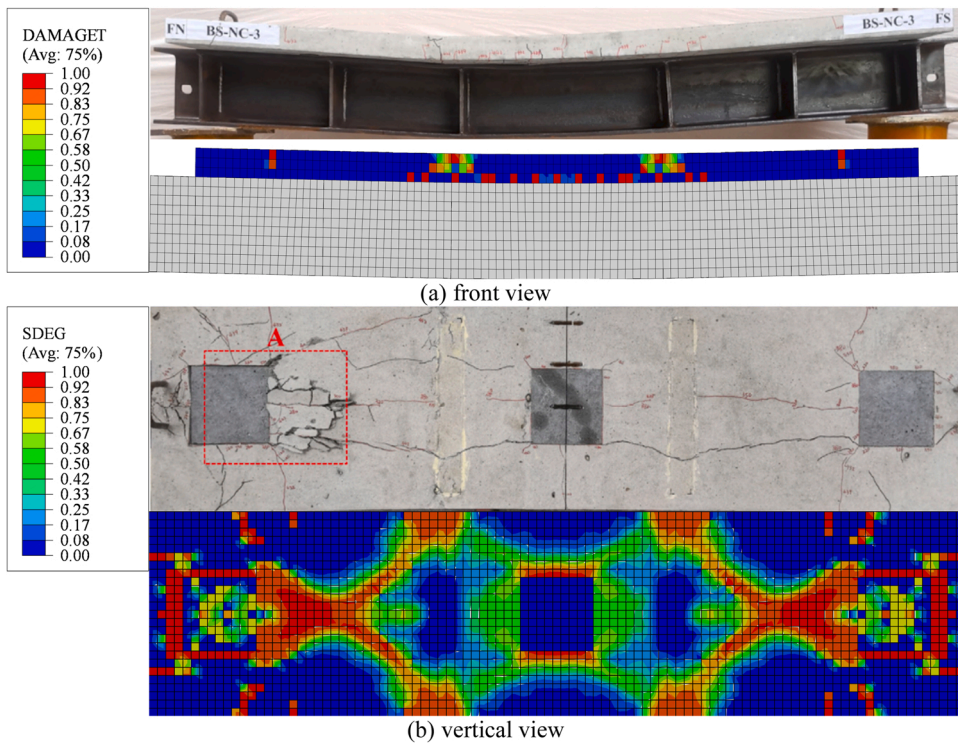 DAMAGET
(Avg: 75%)
1.00
0.92
0.83
0.75
0.67
0.58
0.50
0.42
0.33
0.25
0.17
0.08
0.00
FN BS-NC-3
BS-NC-3 FS
(a) front view
SDEG
(Avg: 75%)
1.00
0.92
0.83
0.75
0.67
0.58
0.50
0.42
0.33
0.25
0.17
0.08
0.00
A
(b) vertical view